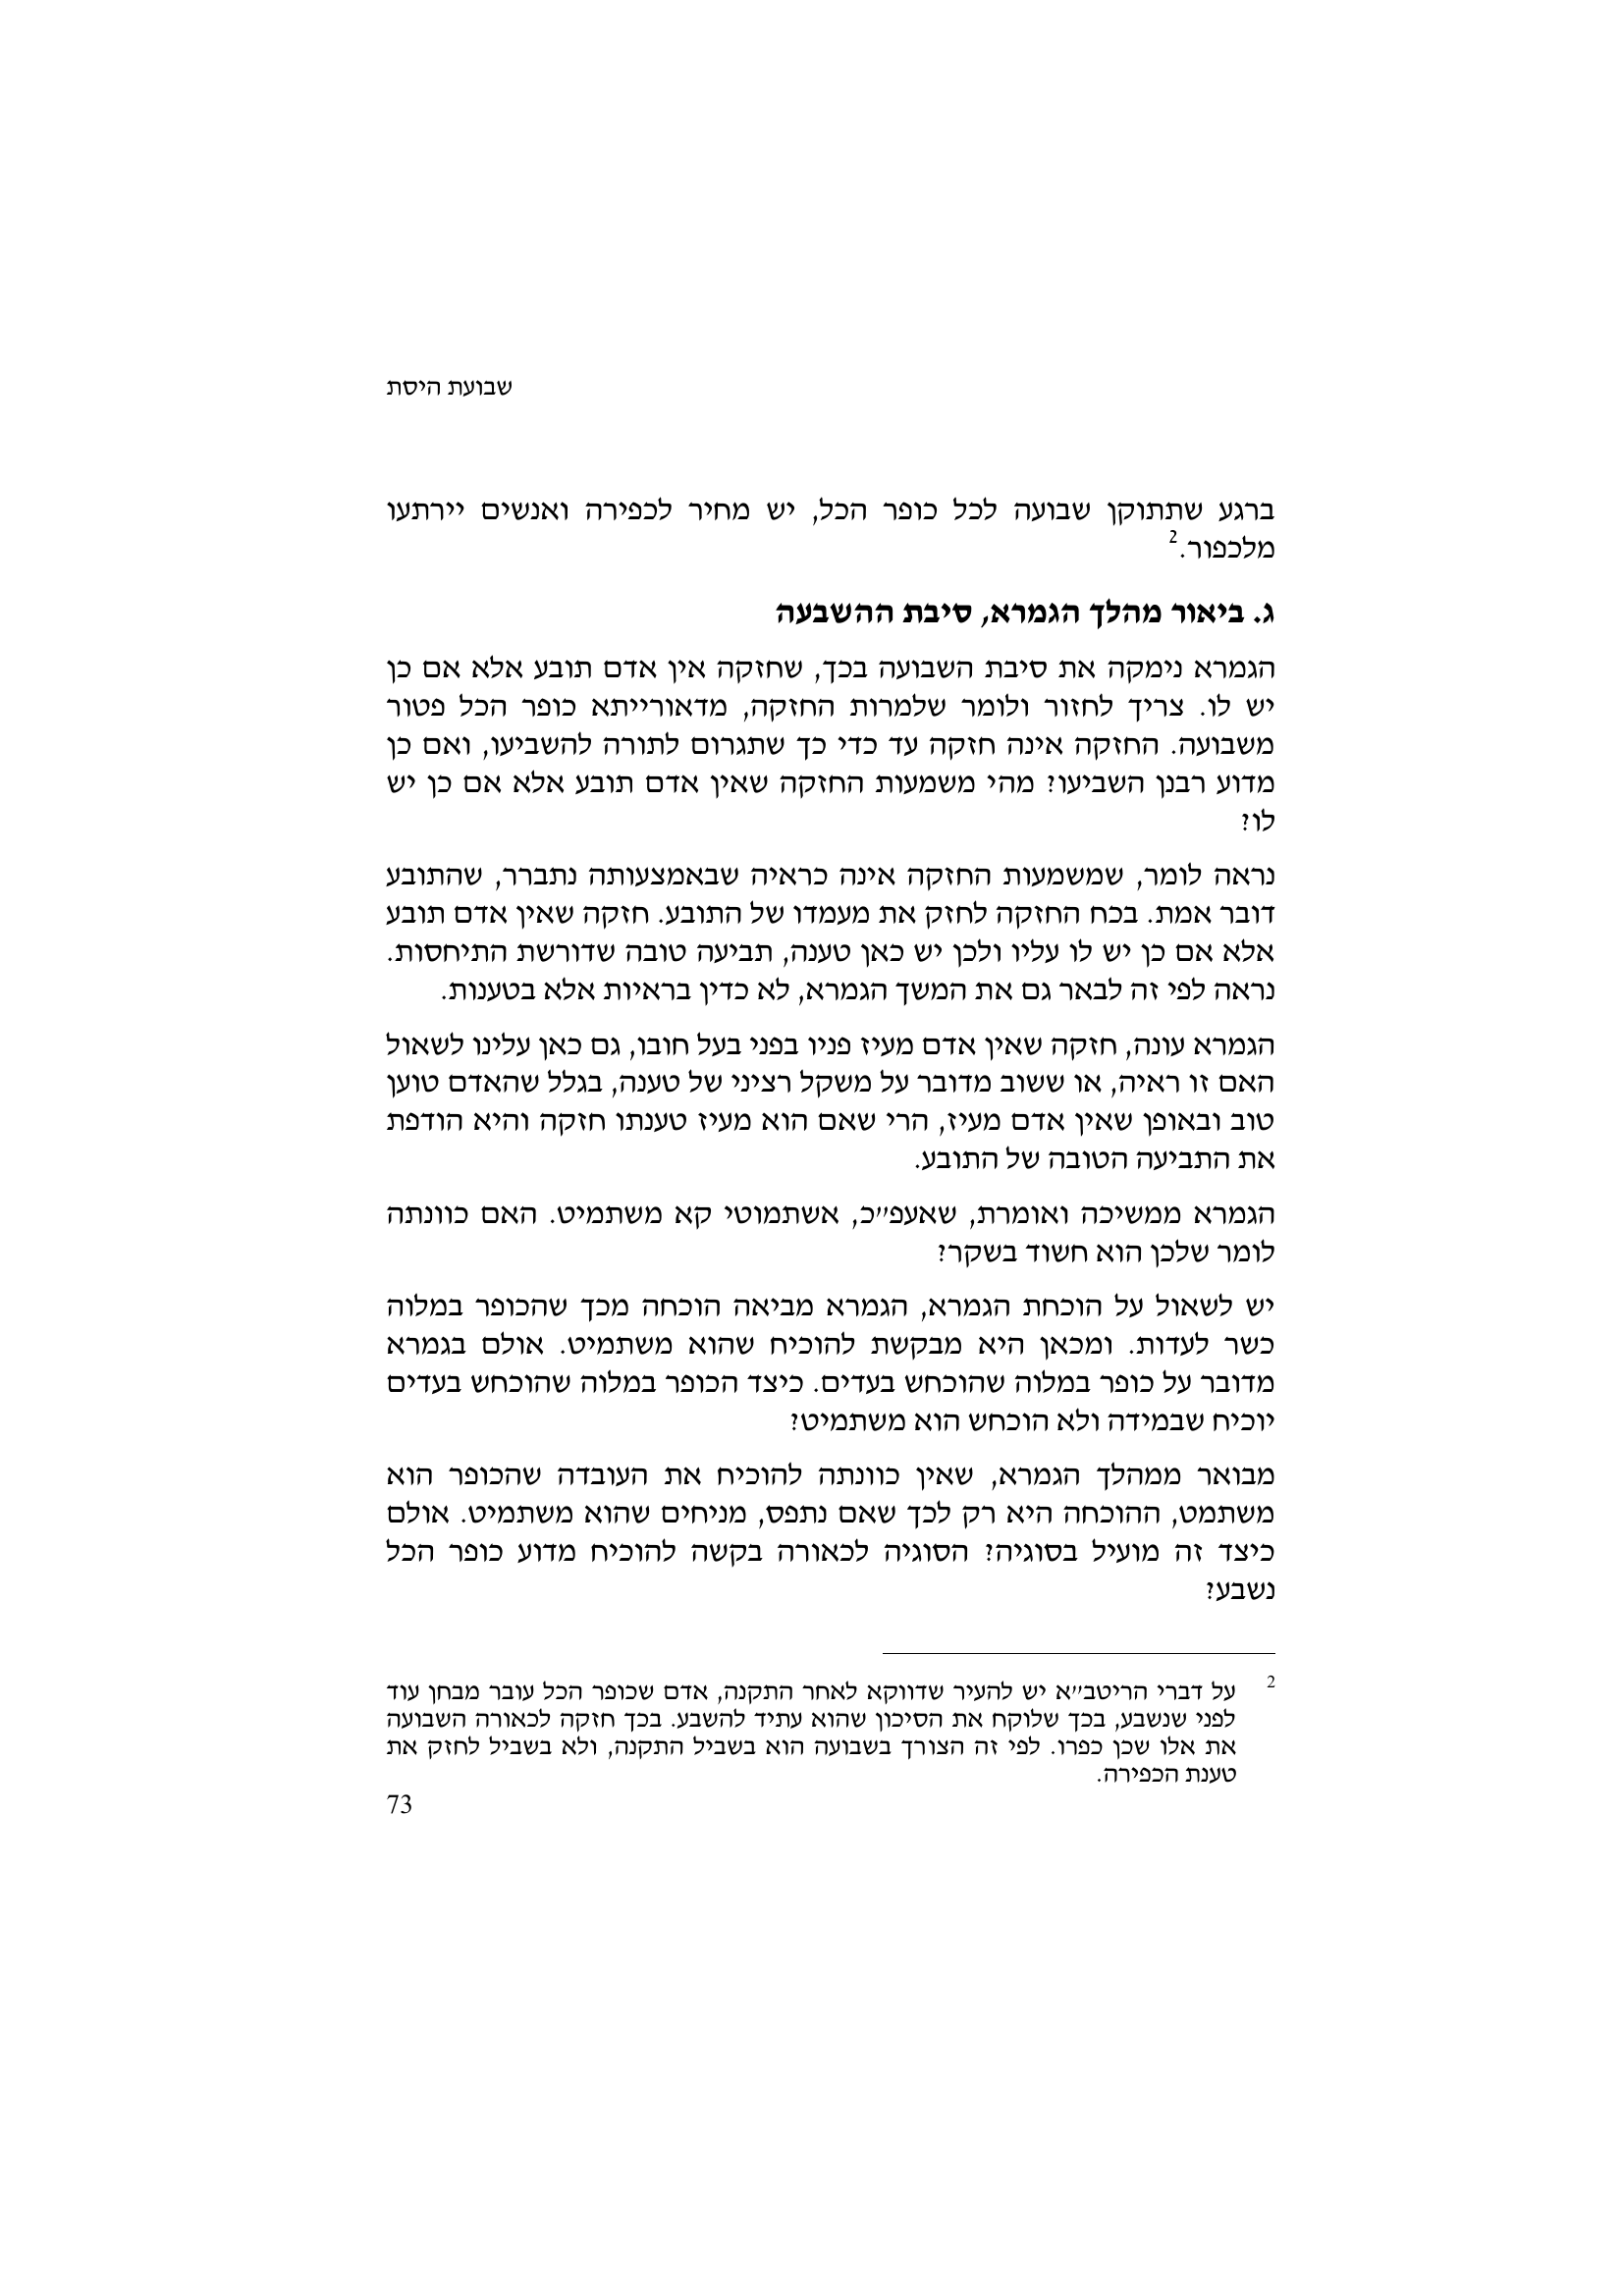 שבועת היסת
ברגע שתתוקן שבועה לכל כופר הכל, יש מחיר לכפירה ואנשים יירתעו
מלכפור.2
ג. ביאור מהלך הגמרא, סיבת ההשבעה
הגמרא נימקה את סיבת השבועה בכך, שחזקה אין אדם תובע אלא אם כן
יש לו. צריך לחזור ולומר שלמרות החזקה, מדאורייתא כופר הכל פטור
משבועה. החזקה אינה חזקה עד כדי כך שתגרום לתורה להשביעו, ואם כן
מדוע רבנן השביעו? מהי משמעות החזקה שאין אדם תובע אלא אם כן יש
לו?
נראה לומר, שמשמעות החזקה אינה כראיה שבאמצעותה נתברר, שהתובע
דובר אמת. בכח החזקה לחזק את מעמדו של התובע. חזקה שאין אדם תובע
אלא אם כן יש לו עליו ולכן יש כאן טענה, תביעה טובה שדורשת התיחסות.
נראה לפי זה לבאר גם את המשך הגמרא, לא כדין בראיות אלא בטענות.
הגמרא עונה, חזקה שאין אדם מעיז פניו בפני בעל חובו, גם כאן עלינו לשאול
האם זו ראיה, או ששוב מדובר על משקל רציני של טענה, בגלל שהאדם טוען
טוב ובאופן שאין אדם מעיז, הרי שאם הוא מעיז טענתו חזקה והיא הודפת
את התביעה הטובה של התובע.
הגמרא ממשיכה ואומרת, שאעפ״כ, אשתמוטי קא משתמיט. האם כוונתה
לומר שלכן הוא חשוד בשקר?
יש לשאול על הוכחת הגמרא, הגמרא מביאה הוכחה מכך שהכופר במלוה
כשר לעדות. ומכאן היא מבקשת להוכיח שהוא משתמיט. אולם בגמרא
מדובר על כופר במלוה שהוכחש בעדים. כיצד הכופר במלוה שהוכחש בעדים
יוכיח שבמידה ולא הוכחש הוא משתמיט?
מבואר ממהלך הגמרא, שאין כוונתה להוכיח את העובדה שהכופר הוא
משתמט, ההוכחה היא רק לכך שאם נתפס, מניחים שהוא משתמיט. אולם
כיצד זה מועיל בסוגיה? הסוגיה לכאורה בקשה להוכיח מדוע כופר הכל
נשבע?
2 על דברי הריטב״א יש להעיר שדווקא לאחר התקנה, אדם שכופר הכל עובר מבחן עוד
לפני שנשבע, בכך שלוקח את הסיכון שהוא עתיד להשבע. בכך חזקה לכאורה השבועה
את אלו שכן כפרו. לפי זה הצורך בשבועה הוא בשביל התקנה, ולא בשביל לחזק את
טענת הכפירה.
73